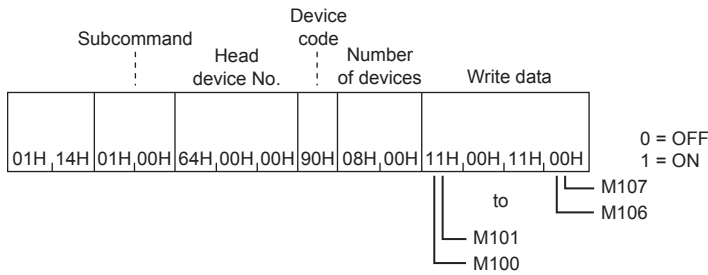 Subcommand
Head
device No.
Device
code
Number
of devices
Write data
01H 14H 01H 00H 64H 00H 00H 90H 08H 00H 11H 00H 11H 00H
0 = OFF
1 = ON
to
M107
M106
M101
M100